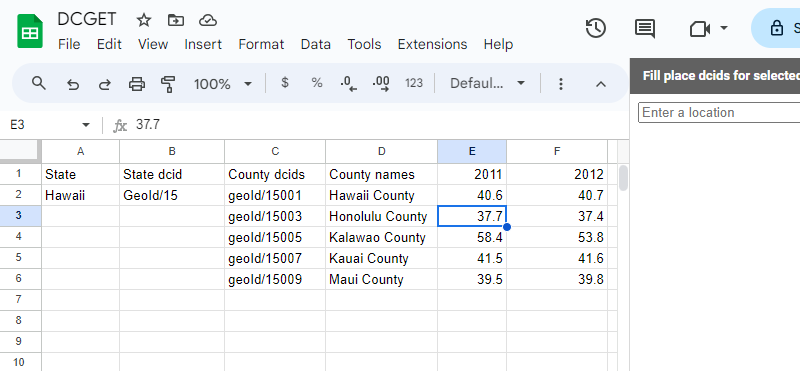 DCGET
File Edit View Insert Format Data Tools Extensions Help
100% $ % .0 .00 123 Defaul...
E3 fx 37.7
Fill place dcids for selected
Enter a location
A B C D E F
1 State State dcid County dcids County names 2011 2012
2 Hawaii GeoId/15 geoId/15001 Hawaii County 40.6 40.7
3 geoId/15003 Honolulu County 37.7 37.4
4 geoId/15005 Kalawao County 58.4 53.8
5 geoId/15007 Kauai County 41.5 41.6
6 geoId/15009 Maui County 39.5 39.8
7
8
9
10